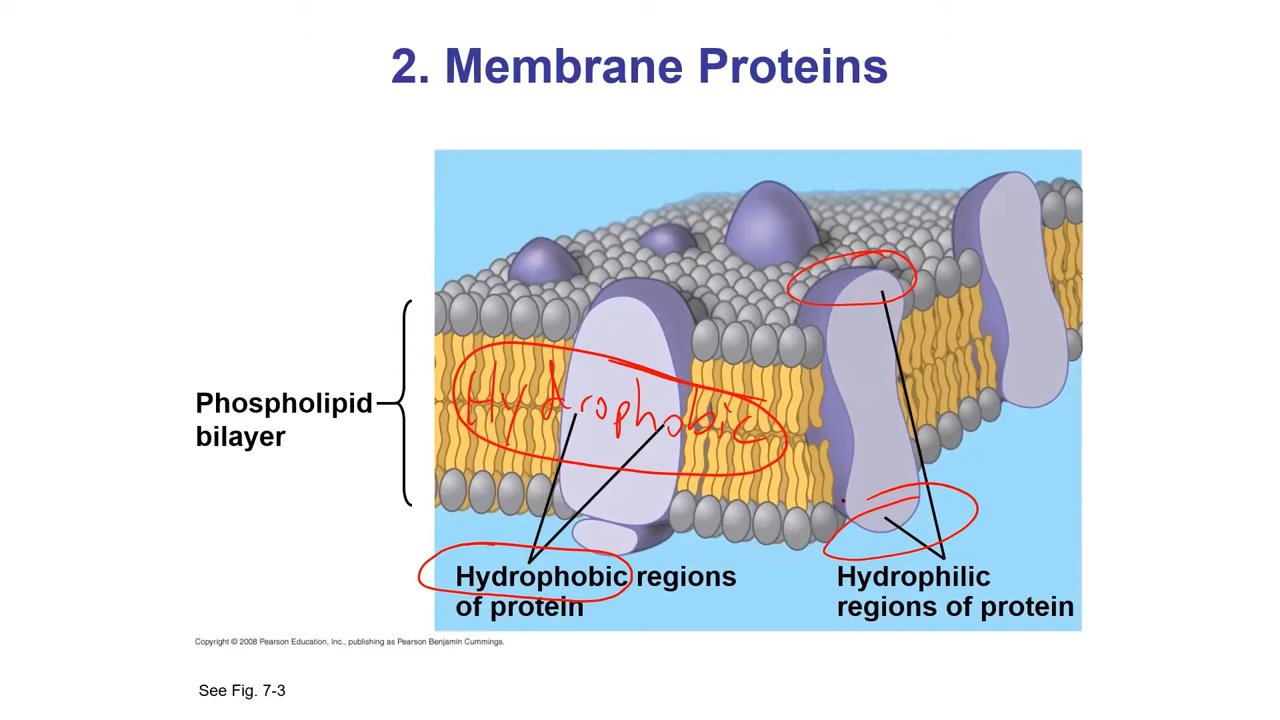 2. Membrane Proteins
Hydrophobic
Phospholipid
bilayer
Hydrophobic regions
of protein
Hydrophilic
regions of protein
Copyright © 2008 Pearson Education, Inc., publishing as Pearson Benjamin Cummings.
See Fig. 7-3